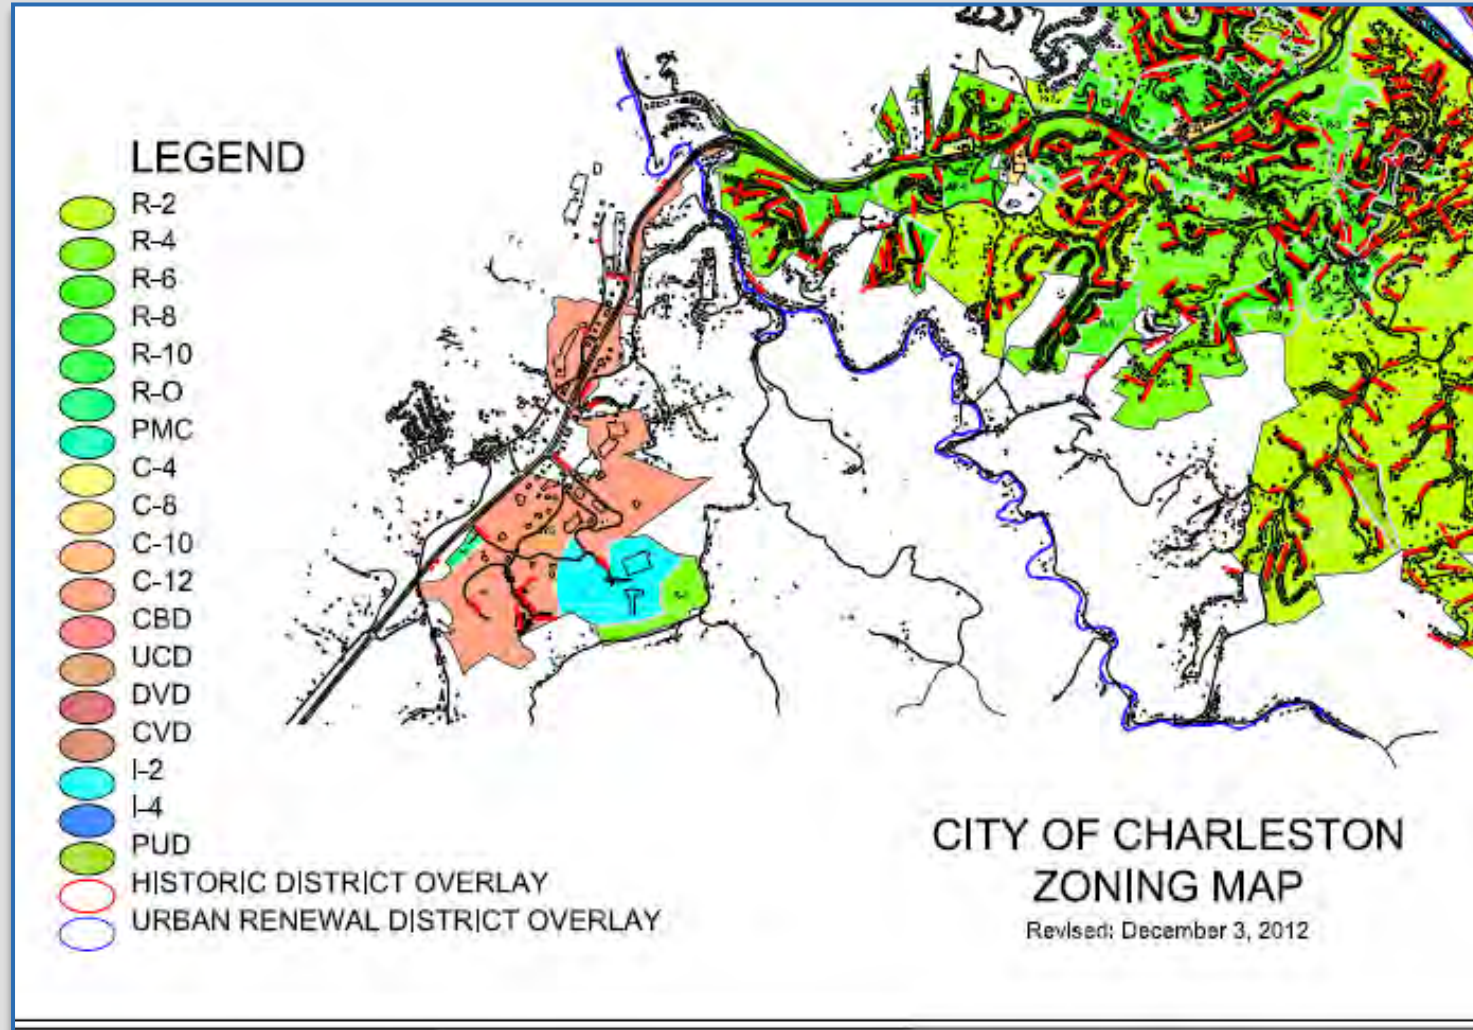 LEGEND
R-2
R-4
R-6
R-8
R-10
R-O
PMC
C-4
C-8
C-10
C-12
CBD
UCD
DVD
CVD
I-2
I-4
PUD
HISTORIC DISTRICT OVERLAY
URBAN RENEWAL DISTRICT OVERLAY
CITY OF CHARLESTON
ZONING MAP
Revised: December 3, 2012